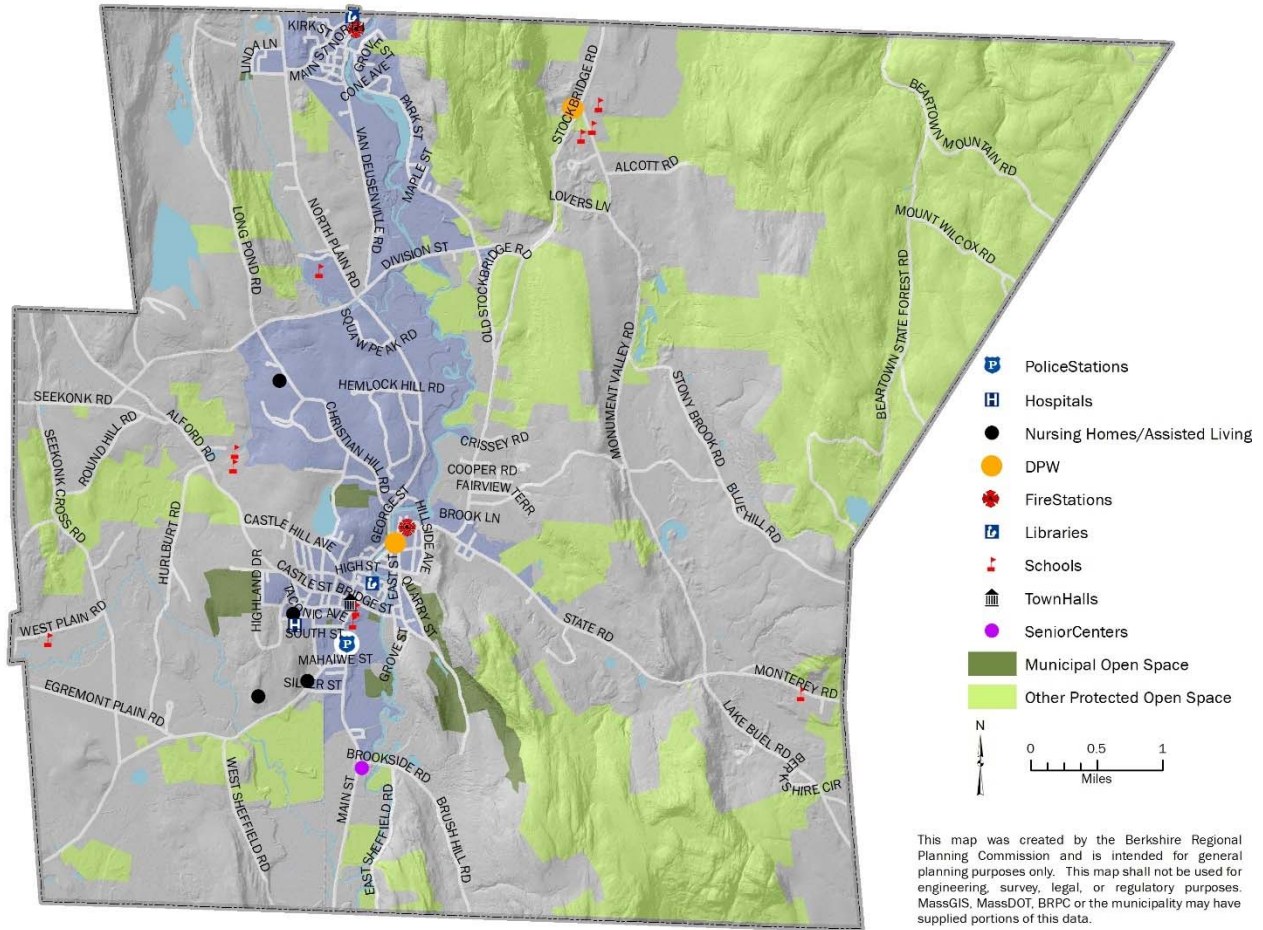 KIRK ST
MAIN ST
NORTH
GROVE ST
LINDA LN
CONE AVE
PARK ST
MAPLE ST
VAN DEUSENVILLE RD
STOCKBRIDGE RD
ALCOTT RD
LOVERS LN
BEARTOWN MOUNTAIN RD
MOUNT WILCOX RD
BEARTOWN STATE FOREST RD
LONG POND RD
NORTH PLAIN RD
DIVISION ST
OLD STOCKBRIDGE RD
SQUAW PEAK RD
HEMLOCK HILL RD
MONUMENT VALLEY RD
STONY BROOK RD
BLUE HILL RD
SEEKONK RD
ALFORD RD
ROUND HILL RD
SEEKONK CROSS RD
CHRISTIAN HILL RD
CRISSEY RD
COOPER RD
FAIRVIEW TERR
BROOK LN
GEORGE ST
HILLSIDE AVE
HURLBURT RD
CASTLE HILL AVE
HIGH ST
EAST ST
CASTLE ST
BRIDGE ST
QUARRY ST
HIGHLAND DR
TACONIC AVE
SOUTH ST
MAHAIWE ST
GROVE ST
SILVER ST
STATE RD
WEST PLAIN RD
EGREMONT PLAIN RD
MONTEREY RD
LAKE BUEL RD
BERKSHIRE CIR
BROOKSIDE RD
MAIN ST
WEST SHEFFIELD RD
EAST SHEFFIELD RD
BRUSH HILL RD
P
H
P PoliceStations
H Hospitals
Nursing Homes/Assisted Living
DPW
FireStations
Libraries
Schools
TownHalls
SeniorCenters
Municipal Open Space
Other Protected Open Space
N
0 0.5 1
Miles
This map was created by the Berkshire Regional
Planning Commission and is intended for general
planning purposes only. This map shall not be used for
engineering, survey, legal, or regulatory purposes.
MassGIS, MassDOT, BRPC or the municipality may have
supplied portions of this data.